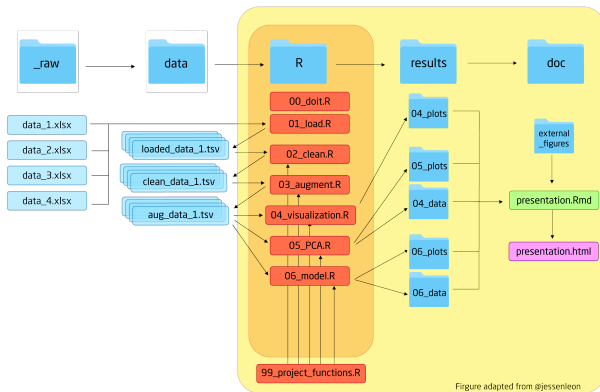 _raw
data
R
results
doc
data_1.xlsx
data_2.xlsx
data_3.xlsx
data_4.xlsx
loaded_data_1.tsv
clean_data_1.tsv
aug_data_1.tsv
00_doit.R
01_load.R
02_clean.R
03_augment.R
04_visualization.R
05_PCA.R
06_model.R
99_project_functions.R
04_plots
05_plots
04_data
06_plots
06_data
external
_figures
presentation.Rmd
presentation.html
Firgure adapted from @jessenleon